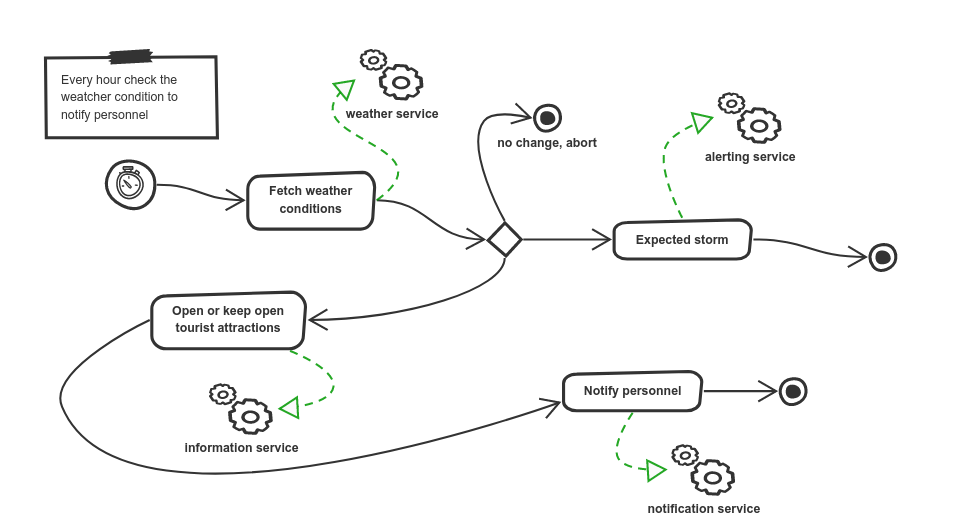 Every hour check the
weatcher condition to
notify personnel
weather service
no change, abort
alerting service
Fetch weather
conditions
Expected storm
Open or keep open
tourist attractions
Notify personnel
information service
notification service